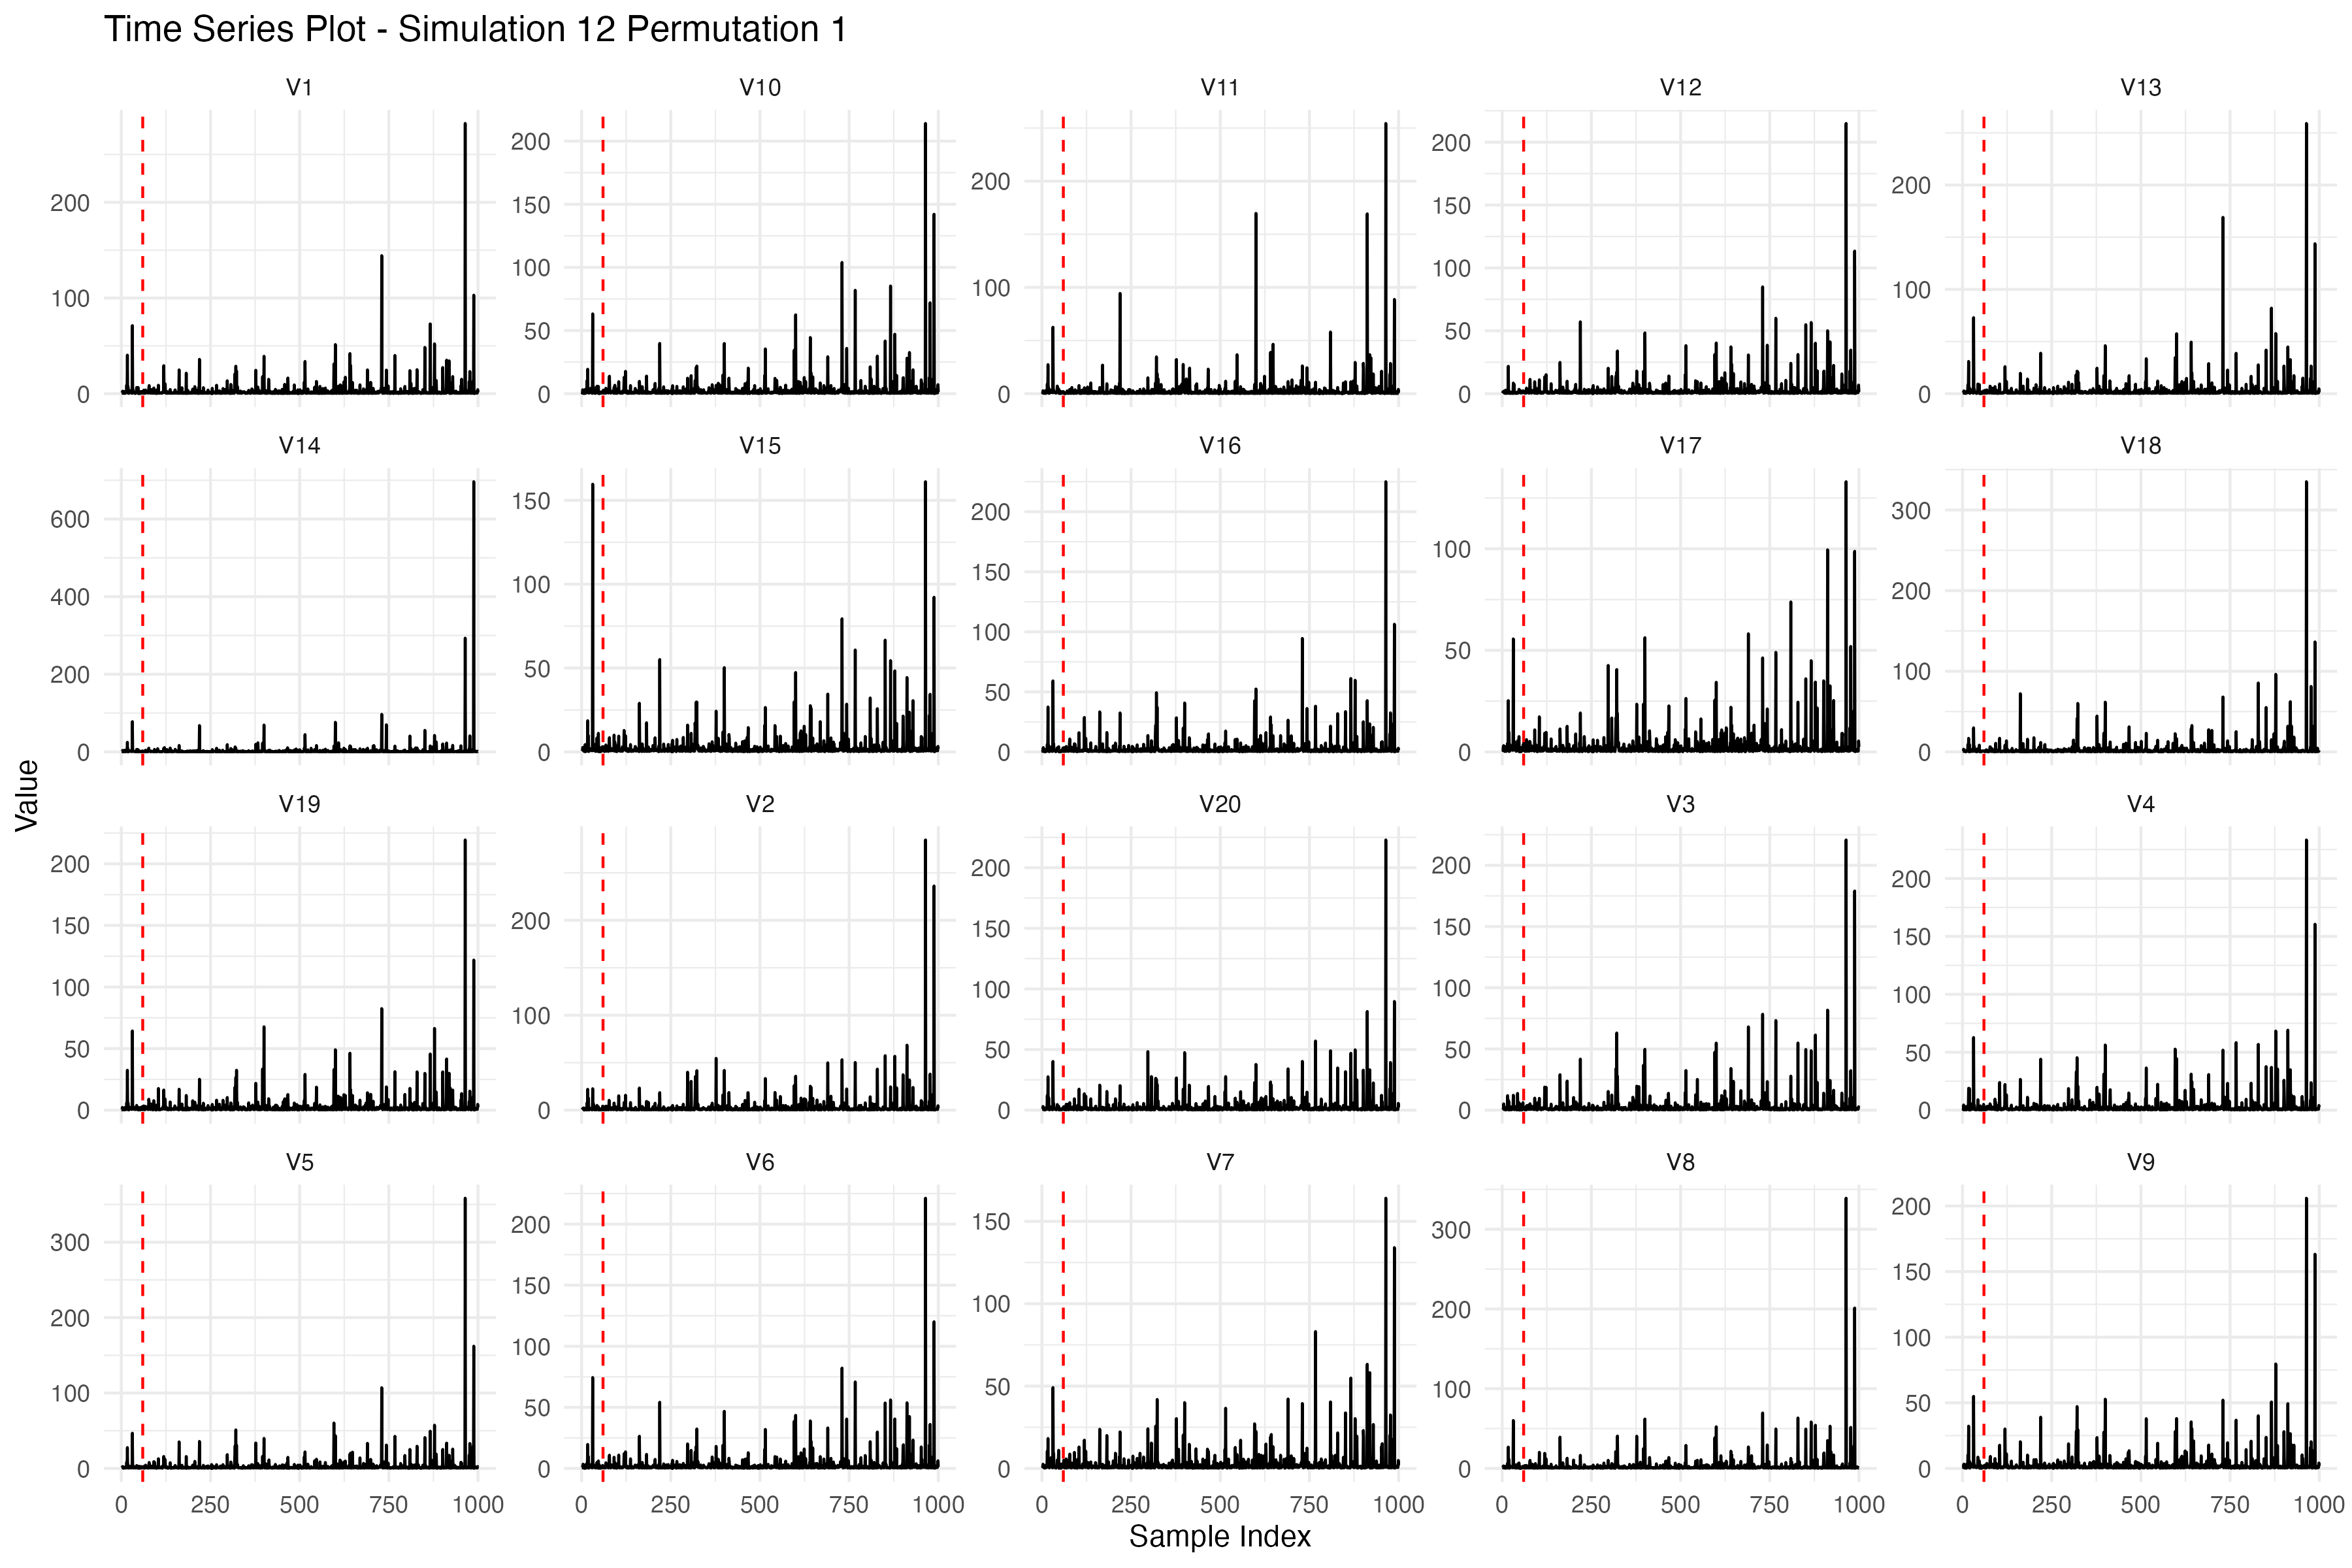 Time Series Plot - Simulation 12 Permutation 1
V1 V10 V11 V12 V13
200 100 0
200 150 100 50 0
200 100 0
200 150 100 50 0
200 100 0
V14 V15 V16 V17 V18
600 400 200 0
150 100 50 0
200 150 100 50 0
100 50 0
300 200 100 0
Value
V19 V2 V20 V3 V4
200 150 100 50 0
200 100 0
200 150 100 50 0
200 150 100 50 0
200 150 100 50 0
V5 V6 V7 V8 V9
300 200 100 0
200 150 100 50 0
150 100 50 0
300 200 100 0
200 150 100 50 0
0 250 500 750 1000 0 250 500 750 1000 0 250 500 750 1000 0 250 500 750 1000 0 250 500 750 1000
Sample Index